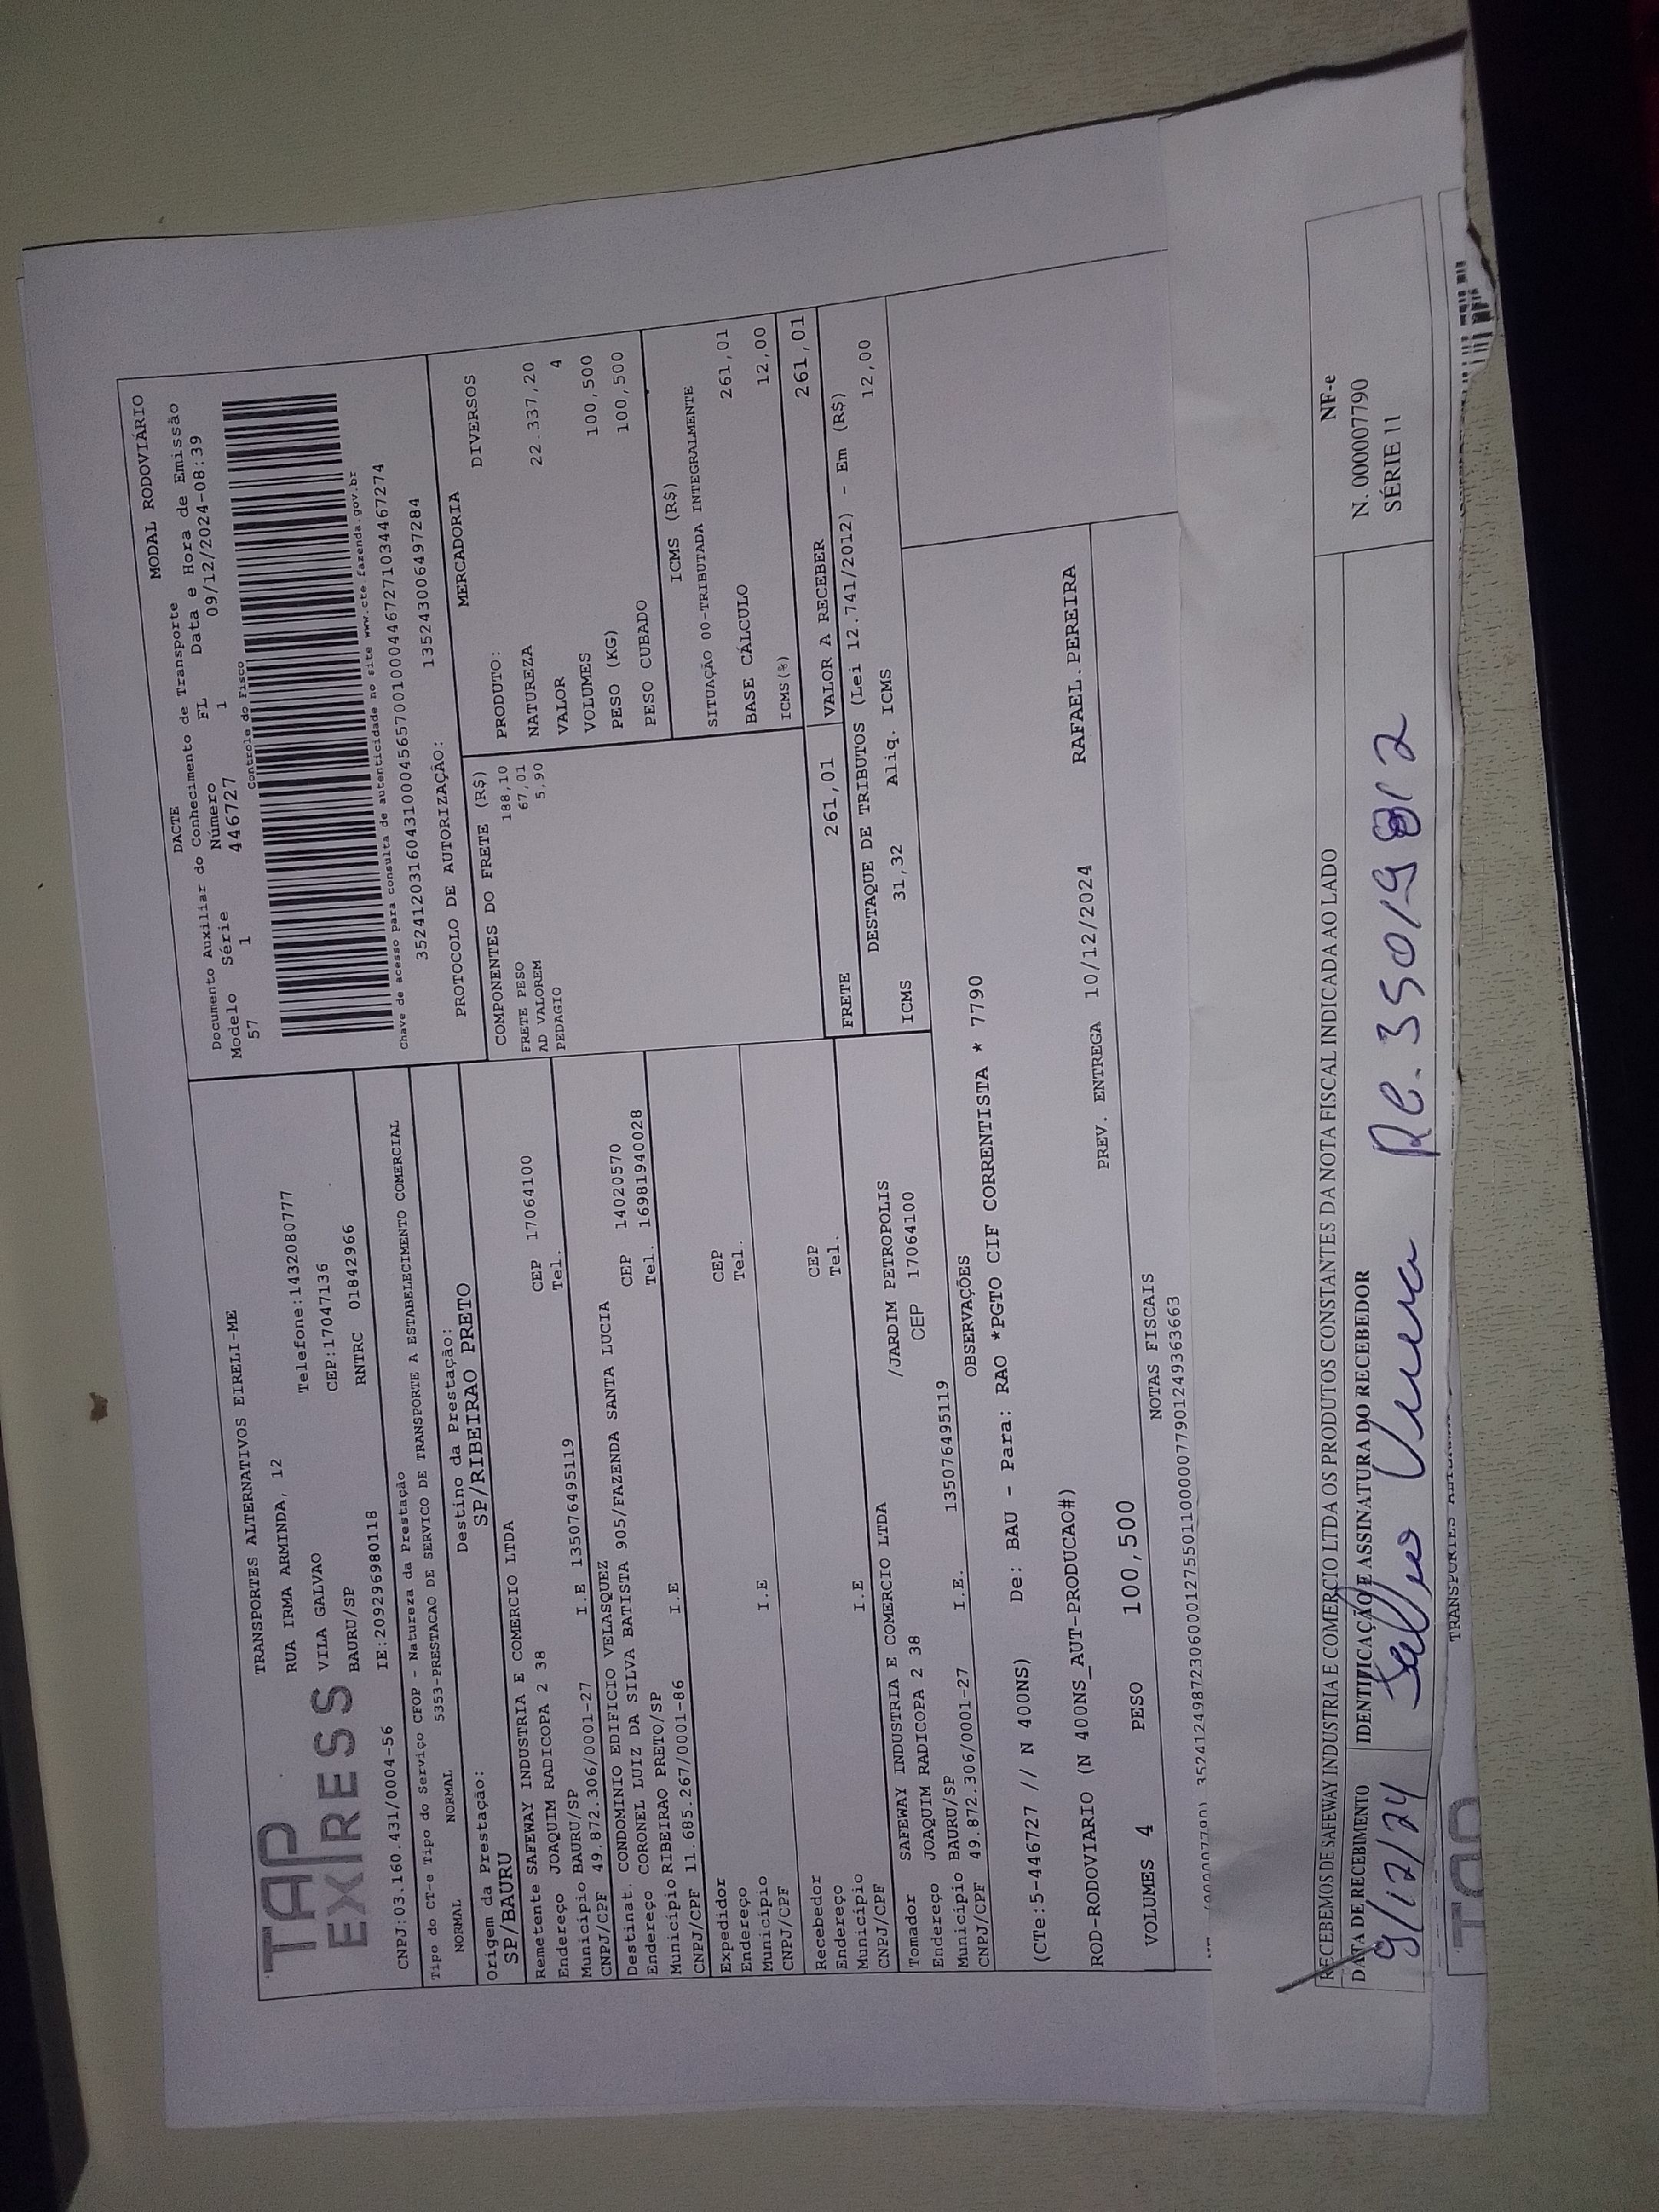 TAP
EXPRESS
TRANSPORTES ALTERNATIVOS EIRELI-ME
RUA IRMA ARMINDA, 12
Telefone:1432080777
VILA GALVAO
CEP:17047136
BAURU/SP
RNTRC 01842966
CNPJ:03.160.431/0004-56
IE:209296980118
MODAL RODOVIÁRIO
DACTE
Documento Auxiliar do Conhecimento de Transporte
Modelo Série Número FL Data e Hora de Emissão
57 1 446727 1 09/12/2024-08:39
Controle do Fisco
Chave de acesso para consulta de autenticidade no site www.cte.fazenda.gov.br
35241203160431000456570010004467271034467274
PROTOCOLO DE AUTORIZAÇÃO: 135243006497284
Tipo do CT-e Tipo do Serviço CFOP - Natureza da Prestação
NORMAL NORMAL 5353-PRESTACAO DE SERVICO DE TRANSPORTE A ESTABELECIMENTO COMERCIAL
Origem da Prestação:
SP/BAURU
Destino da Prestação:
SP/RIBEIRAO PRETO
Remetente SAFEWAY INDUSTRIA E COMERCIO LTDA
Endereço JOAQUIM RADICOPA 2 38
CEP 17064100
Município BAURU/SP
Tel.
CNPJ/CPF 49.872.306/0001-27 I.E 135076495119
Destinat. CONDOMINIO EDIFICIO VELASQUEZ
Endereço CORONEL LUIZ DA SILVA BATISTA 905/FAZENDA SANTA LUCIA
CEP 14020570
Município RIBEIRAO PRETO/SP
Tel. 16981940028
CNPJ/CPF 11.685.267/0001-86 I.E
Expedidor
Endereço
CEP
Município
Tel.
CNPJ/CPF I.E
Recebedor
Endereço
CEP
Município
Tel.
CNPJ/CPF I.E
Tomador SAFEWAY INDUSTRIA E COMERCIO LTDA
Endereço JOAQUIM RADICOPA 2 38 /JARDIM PETROPOLIS
Município BAURU/SP CEP 17064100
CNPJ/CPF 49.872.306/0001-27 I.E. 135076495119
COMPONENTES DO FRETE (R$)
FRETE PESO 188,10
AD VALOREM 67,01
PEDAGIO 5,90
MERCADORIA
PRODUTO: DIVERSOS
NATUREZA
VALOR 22.337,20
VOLUMES 4
PESO (KG) 100,500
PESO CUBADO 100,500
ICMS (R$)
SITUAÇÃO 00-TRIBUTADA INTEGRALMENTE
BASE CÁLCULO 261,01
ICMS(%) 12,00
FRETE 261,01
VALOR A RECEBER 261,01
DESTAQUE DE TRIBUTOS (Lei 12.741/2012) - Em (R$)
ICMS 31,32 Aliq. ICMS 12,00
OBSERVAÇÕES
(CTe:5-446727 // N 400NS) De: BAU - Para: RAO *PGTO CIF CORRENTISTA * 7790
ROD-RODOVIARIO (N 400NS_AUT-PRODUCAO#)
PREV. ENTREGA 10/12/2024
RAFAEL.PEREIRA
VOLUMES 4 PESO 100,500
NOTAS FISCAIS
35241249872306000127550110000077901249363663
RECEBEMOS DE SAFEWAY INDUSTRIA E COMERCIO LTDA OS PRODUTOS CONSTANTES DA NOTA FISCAL INDICADA AO LADO
DATA DE RECEBIMENTO
IDENTIFICAÇÃO E ASSINATURA DO RECEBEDOR
9/12/24
NF-e
N. 000007790
SÉRIE 11
TAP